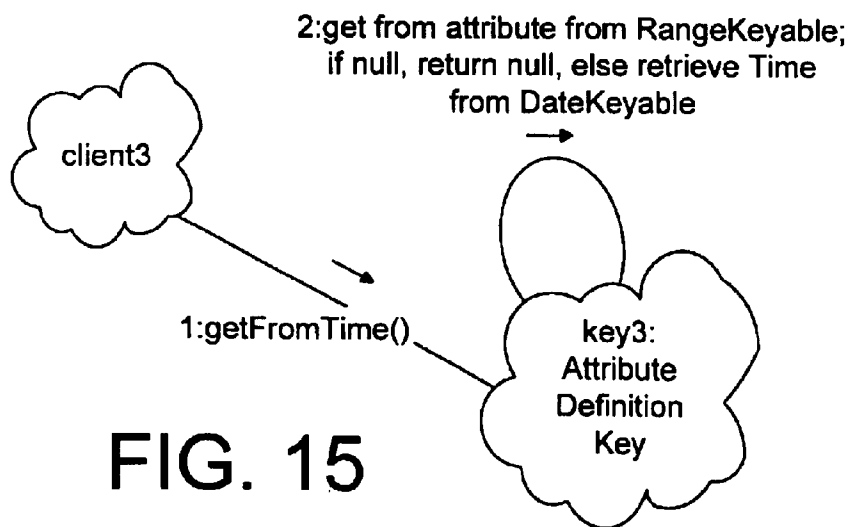 2:get from attribute from RangeKeyable;
if null, return null, else retrieve Time
from DateKeyable
client3
1:getFromTime()
key3:
Attribute
Definition
Key
FIG. 15